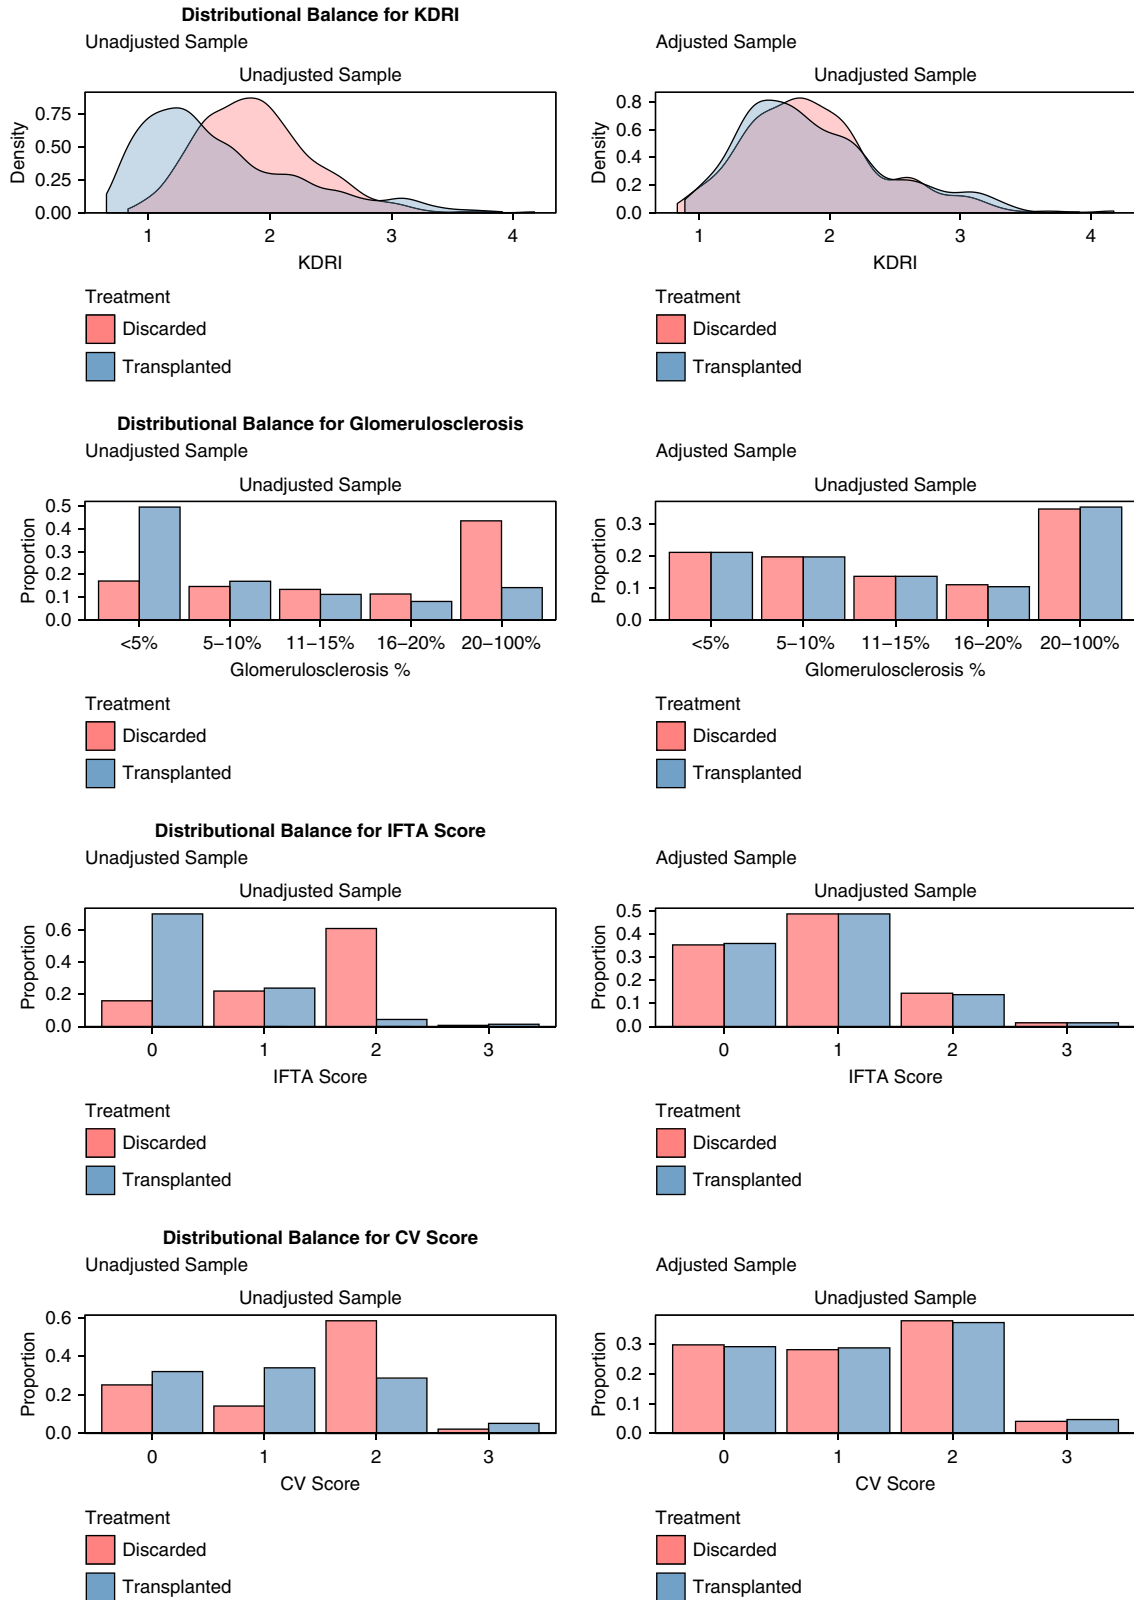 Distributional Balance for KDRI
Unadjusted Sample
Adjusted Sample
Unadjusted Sample
Unadjusted Sample
Density
0.75
0.50
0.25
0.00
1 2 3 4
KDRI
Density
0.8
0.6
0.4
0.2
0.0
1 2 3 4
KDRI
Treatment
Discarded
Transplanted
Treatment
Discarded
Transplanted
Distributional Balance for Glomerulosclerosis
Unadjusted Sample
Adjusted Sample
Unadjusted Sample
Unadjusted Sample
Proportion
0.5
0.4
0.3
0.2
0.1
0.0
<5% 5–10% 11–15% 16–20% 20–100%
Glomerulosclerosis %
Proportion
0.3
0.2
0.1
0.0
<5% 5–10% 11–15% 16–20% 20–100%
Glomerulosclerosis %
Treatment
Discarded
Transplanted
Treatment
Discarded
Transplanted
Distributional Balance for IFTA Score
Unadjusted Sample
Adjusted Sample
Unadjusted Sample
Unadjusted Sample
Proportion
0.6
0.4
0.2
0.0
0 1 2 3
IFTA Score
Proportion
0.5
0.4
0.3
0.2
0.1
0.0
0 1 2 3
IFTA Score
Treatment
Discarded
Transplanted
Treatment
Discarded
Transplanted
Distributional Balance for CV Score
Unadjusted Sample
Adjusted Sample
Unadjusted Sample
Unadjusted Sample
Proportion
0.6
0.4
0.2
0.0
0 1 2 3
CV Score
Proportion
0.3
0.2
0.1
0.0
0 1 2 3
CV Score
Treatment
Discarded
Transplanted
Treatment
Discarded
Transplanted